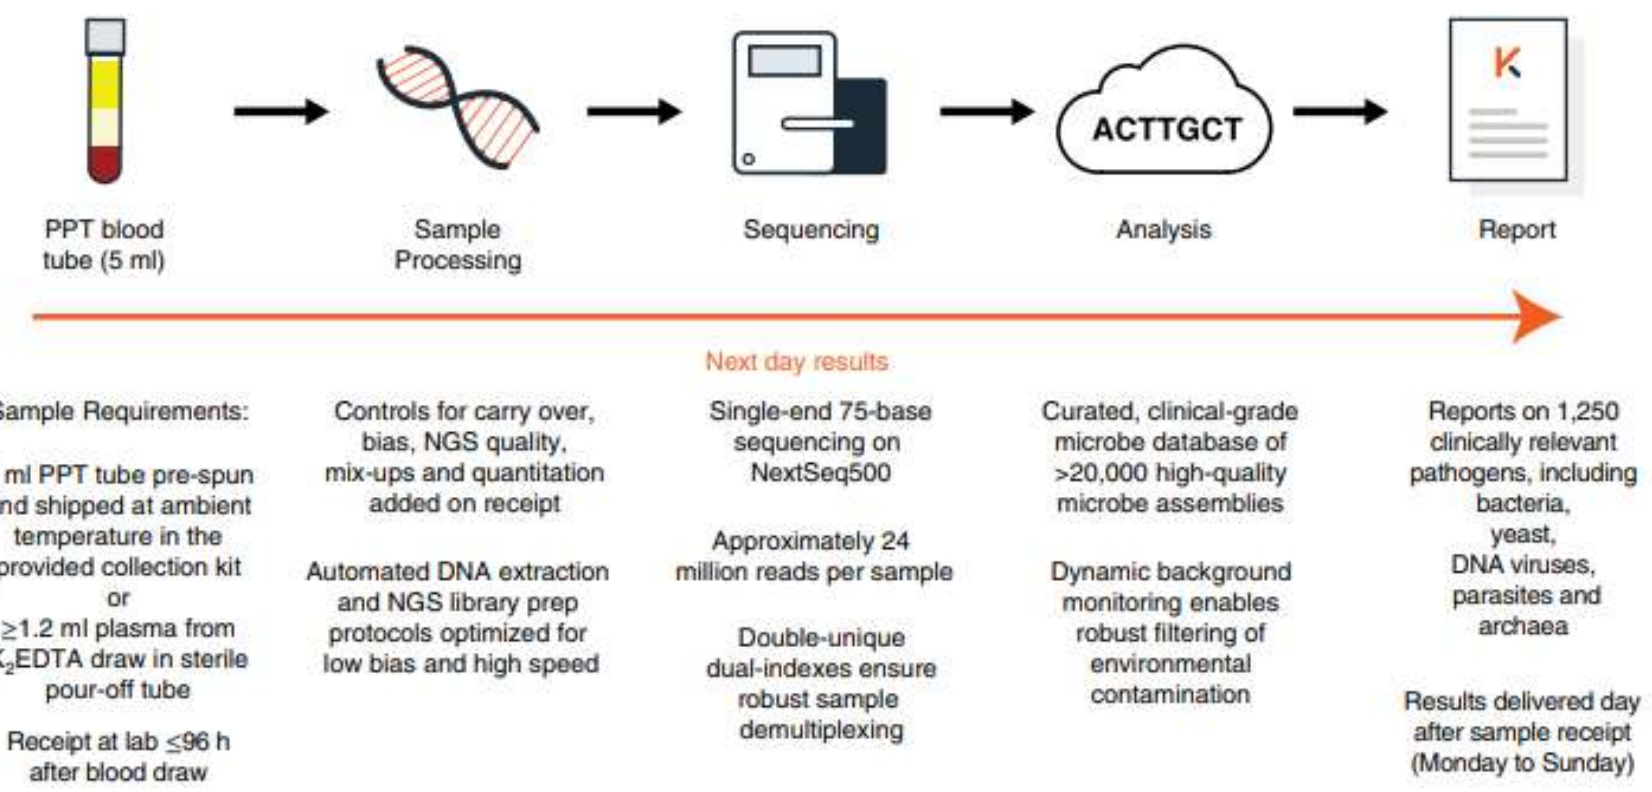 ACTTGCT
PPT blood
tube (5 ml)
Sample
Processing
Sequencing
Analysis
Report
Next day results
Sample Requirements:
ml PPT tube pre-spun
and shipped at ambient
temperature in the
provided collection kit
or
≥1.2 ml plasma from
K₂EDTA draw in sterile
pour-off tube
Receipt at lab ≤96 h
after blood draw
Controls for carry over,
bias, NGS quality,
mix-ups and quantitation
added on receipt
Automated DNA extraction
and NGS library prep
protocols optimized for
low bias and high speed
Single-end 75-base
sequencing on
NextSeq500
Approximately 24
million reads per sample
Double-unique
dual-indexes ensure
robust sample
demultiplexing
Curated, clinical-grade
microbe database of
>20,000 high-quality
microbe assemblies
Dynamic background
monitoring enables
robust filtering of
environmental
contamination
Reports on 1,250
clinically relevant
pathogens, including
bacteria,
yeast,
DNA viruses,
parasites and
archaea
Results delivered day
after sample receipt
(Monday to Sunday)